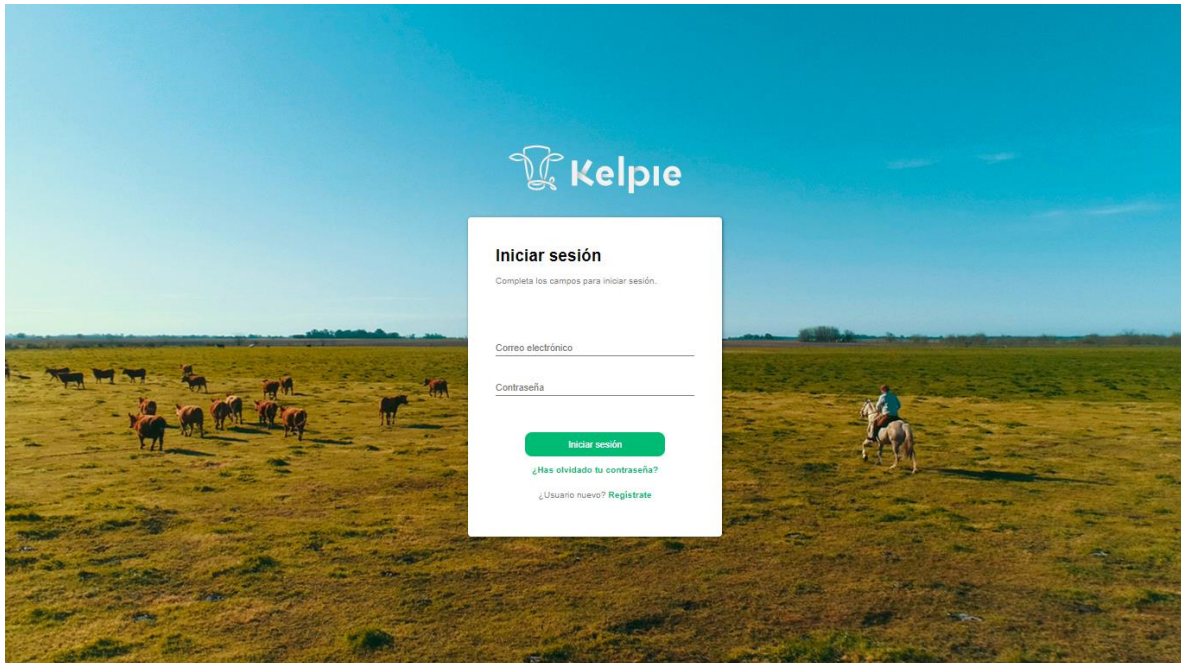 Kelpie
Iniciar sesión
Completa los campos para iniciar sesión.
Correo electrónico
Contraseña
Iniciar sesión
¿Has olvidado tu contraseña?
¿Usuario nuevo? Regístrate